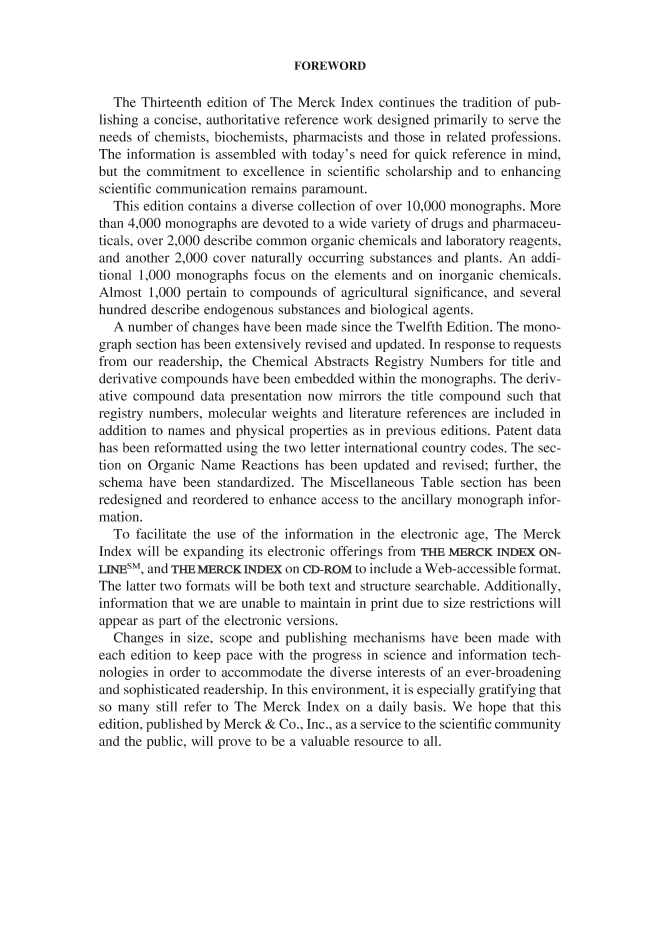 FOREWORD
The Thirteenth edition of The Merck Index continues the tradition of pub-
lishing a concise, authoritative reference work designed primarily to serve the
needs of chemists, biochemists, pharmacists and those in related professions.
The information is assembled with today's need for quick reference in mind,
but the commitment to excellence in scientific scholarship and to enhancing
scientific communication remains paramount.
This edition contains a diverse collection of over 10,000 monographs. More
than 4,000 monographs are devoted to a wide variety of drugs and pharmaceu-
ticals, over 2,000 describe common organic chemicals and laboratory reagents,
and another 2,000 cover naturally occurring substances and plants. An addi-
tional 1,000 monographs focus on the elements and on inorganic chemicals.
Almost 1,000 pertain to compounds of agricultural significance, and several
hundred describe endogenous substances and biological agents.
A number of changes have been made since the Twelfth Edition. The mono-
graph section has been extensively revised and updated. In response to requests
from our readership, the Chemical Abstracts Registry Numbers for title and
derivative compounds have been embedded within the monographs. The deriv-
ative compound data presentation now mirrors the title compound such that
registry numbers, molecular weights and literature references are included in
addition to names and physical properties as in previous editions. Patent data
has been reformatted using the two letter international country codes. The sec-
tion on Organic Name Reactions has been updated and revised; further, the
schema have been standardized. The Miscellaneous Table section has been
redesigned and reordered to enhance access to the ancillary monograph infor-
mation.
To facilitate the use of the information in the electronic age, The Merck
Index will be expanding its electronic offerings from THE MERCK INDEX ON-
LINE℠, and THE MERCK INDEX on CD-ROM to include a Web-accessible format.
The latter two formats will be both text and structure searchable. Additionally,
information that we are unable to maintain in print due to size restrictions will
appear as part of the electronic versions.
Changes in size, scope and publishing mechanisms have been made with
each edition to keep pace with the progress in science and information tech-
nologies in order to accommodate the diverse interests of an ever-broadening
and sophisticated readership. In this environment, it is especially gratifying that
so many still refer to The Merck Index on a daily basis. We hope that this
edition, published by Merck & Co., Inc., as a service to the scientific community
and the public, will prove to be a valuable resource to all.